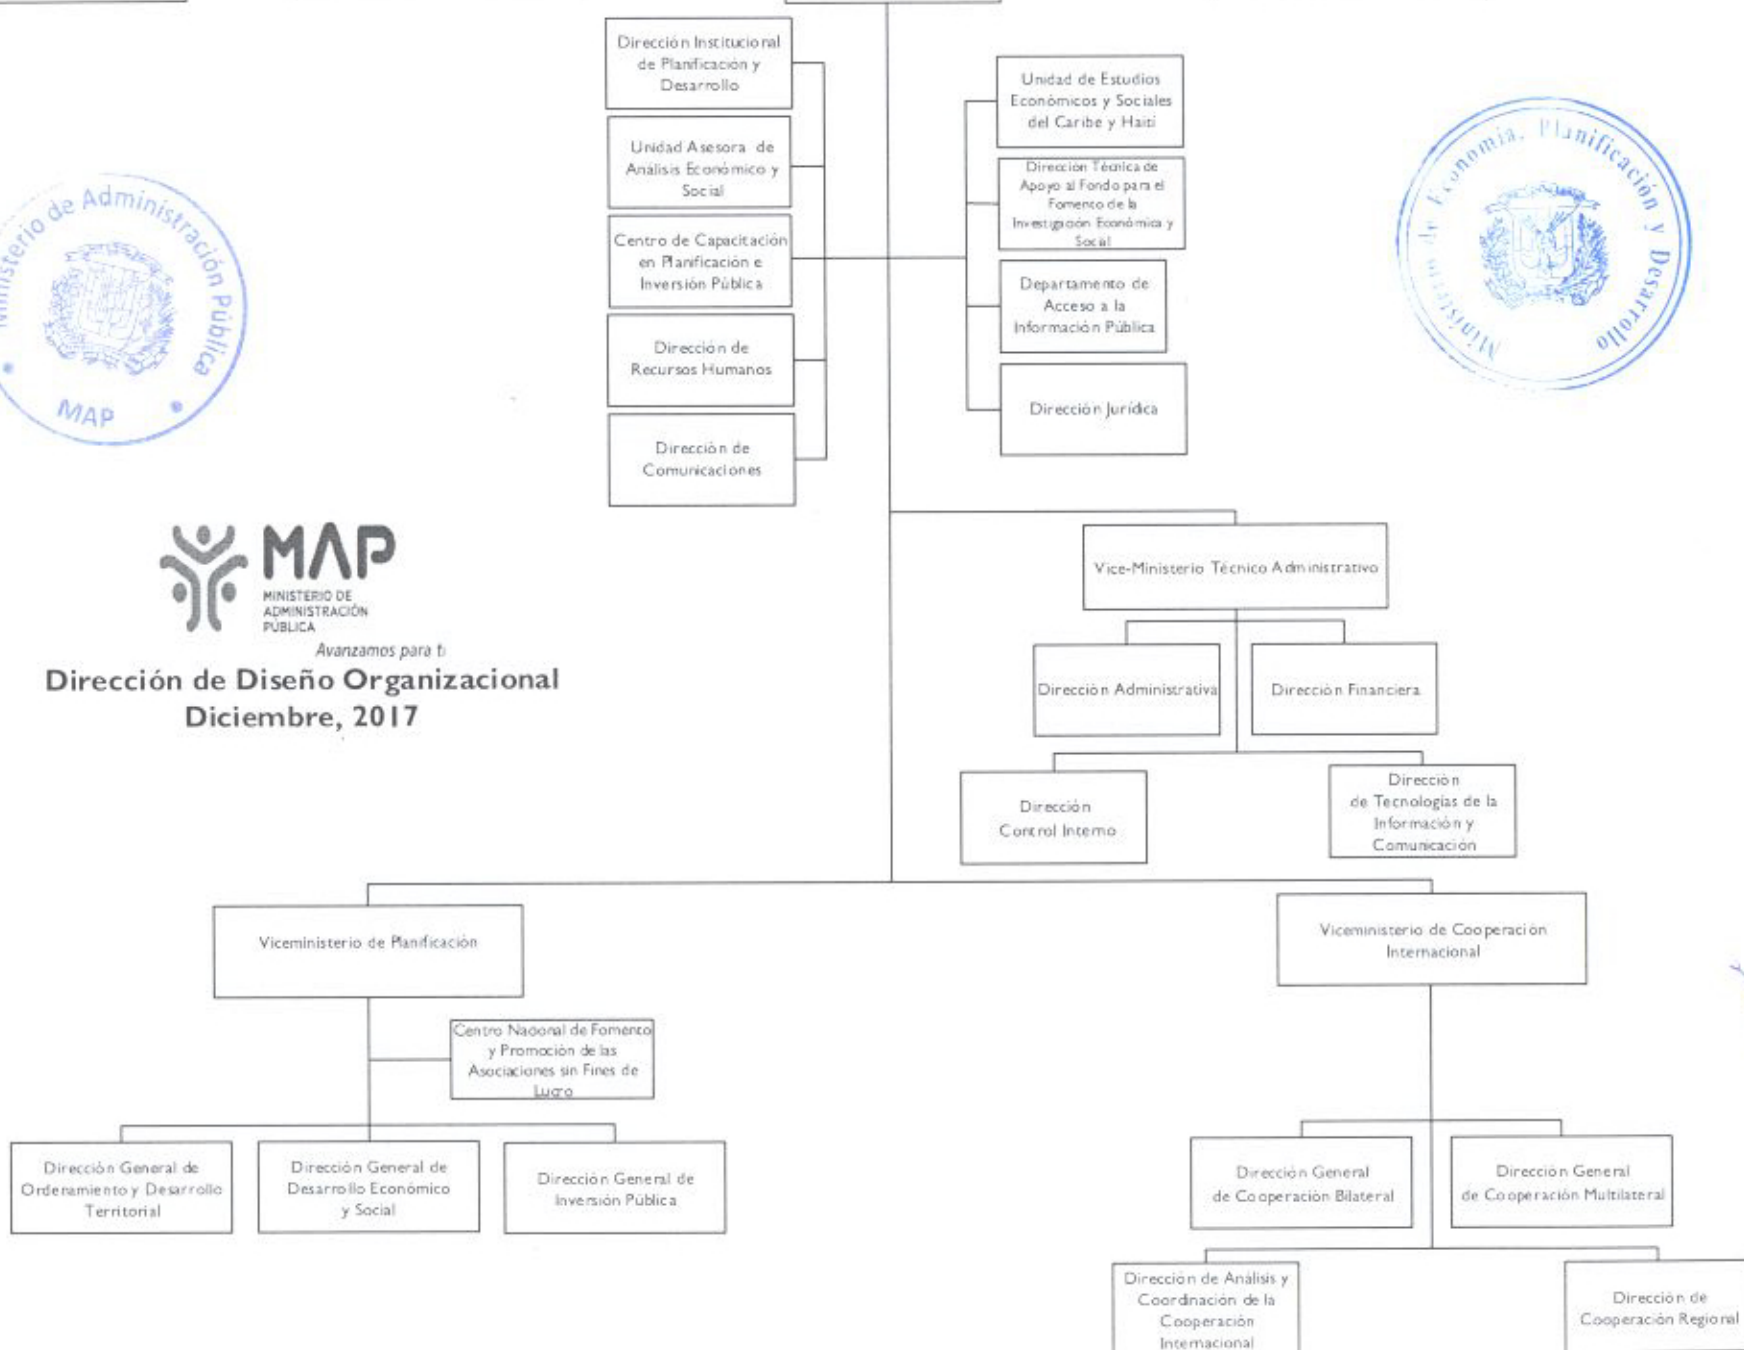 Dirección Institucional
de Planificación y
Desarrollo
Unidad Asesora de
Análisis Económico y
Social
Centro de Capacitación
en Planificación e
Inversión Pública
Dirección de
Recursos Humanos
Dirección de
Comunicaciones
Unidad de Estudios
Económicos y Sociales
del Caribe y Haití
Dirección Técnica de
Apoyo al Fondo para el
Fomento de la
Investigación Económica y
Social
Departamento de
Acceso a la
Información Pública
Dirección Jurídica
Ministerio de Administración Pública
MAP
Ministerio de Economía, Planificación y Desarrollo
MAP
MINISTERIO DE
ADMINISTRACIÓN
PÚBLICA
Avanzamos para ti
Dirección de Diseño Organizacional
Diciembre, 2017
Vice-Ministerio Técnico Administrativo
Dirección Administrativa
Dirección Financiera
Dirección
Control Interno
Dirección
de Tecnologías de la
Información y
Comunicación
Viceministerio de Planificación
Centro Nacional de Fomento
y Promoción de las
Asociaciones sin Fines de
Lucro
Dirección General de
Ordenamiento y Desarrollo
Territorial
Dirección General de
Desarrollo Económico
y Social
Dirección General de
Inversión Pública
Viceministerio de Cooperación
Internacional
Dirección General
de Cooperación Bilateral
Dirección General
de Cooperación Multilateral
Dirección de Análisis y
Coordinación de la
Cooperación
Internacional
Dirección de
Cooperación Regional